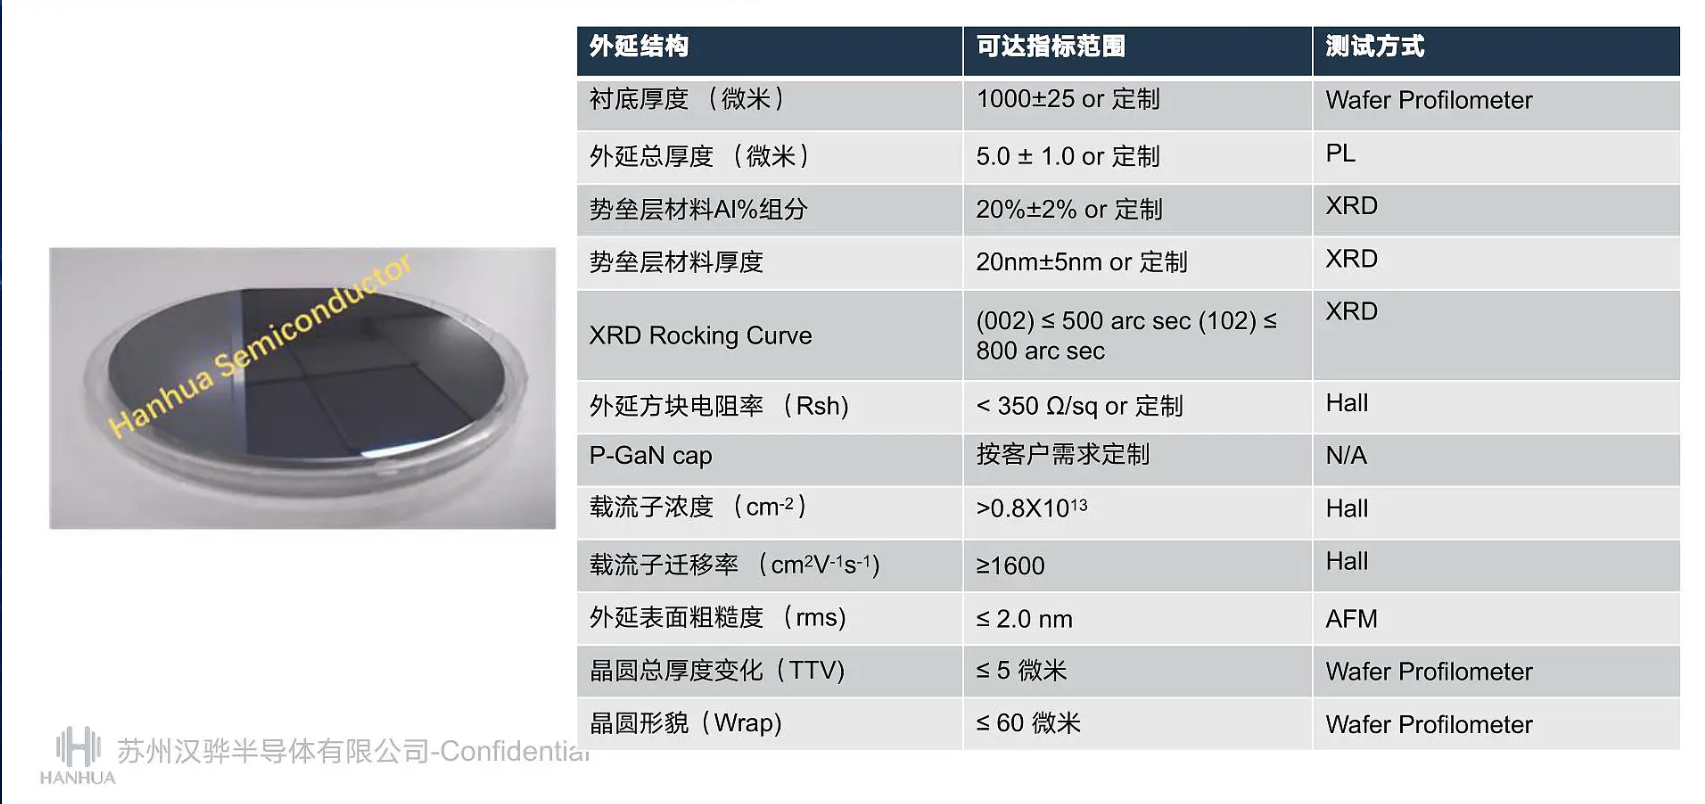 外延结构 可达指标范围 测试方式
衬底厚度 （微米） 1000±25 or 定制 Wafer Profilometer
外延总厚度 （微米） 5.0 ± 1.0 or 定制 PL
势垒层材料Al%组分 20%±2% or 定制 XRD
势垒层材料厚度 20nm±5nm or 定制 XRD
XRD Rocking Curve (002) ≤ 500 arc sec (102) ≤ 800 arc sec XRD
外延方块电阻率 （Rsh) < 350 Ω/sq or 定制 Hall
P-GaN cap 按客户需求定制 N/A
载流子浓度 （cm⁻²） >0.8X10¹³ Hall
载流子迁移率 （cm²V⁻¹s⁻¹) ≥1600 Hall
外延表面粗糙度 （rms) ≤ 2.0 nm AFM
晶圆总厚度变化（TTV) ≤ 5 微米 Wafer Profilometer
晶圆形貌（Wrap) ≤ 60 微米 Wafer Profilometer
Hanhua Semiconductor
苏州汉骅半导体有限公司-Confidential
HANHUA